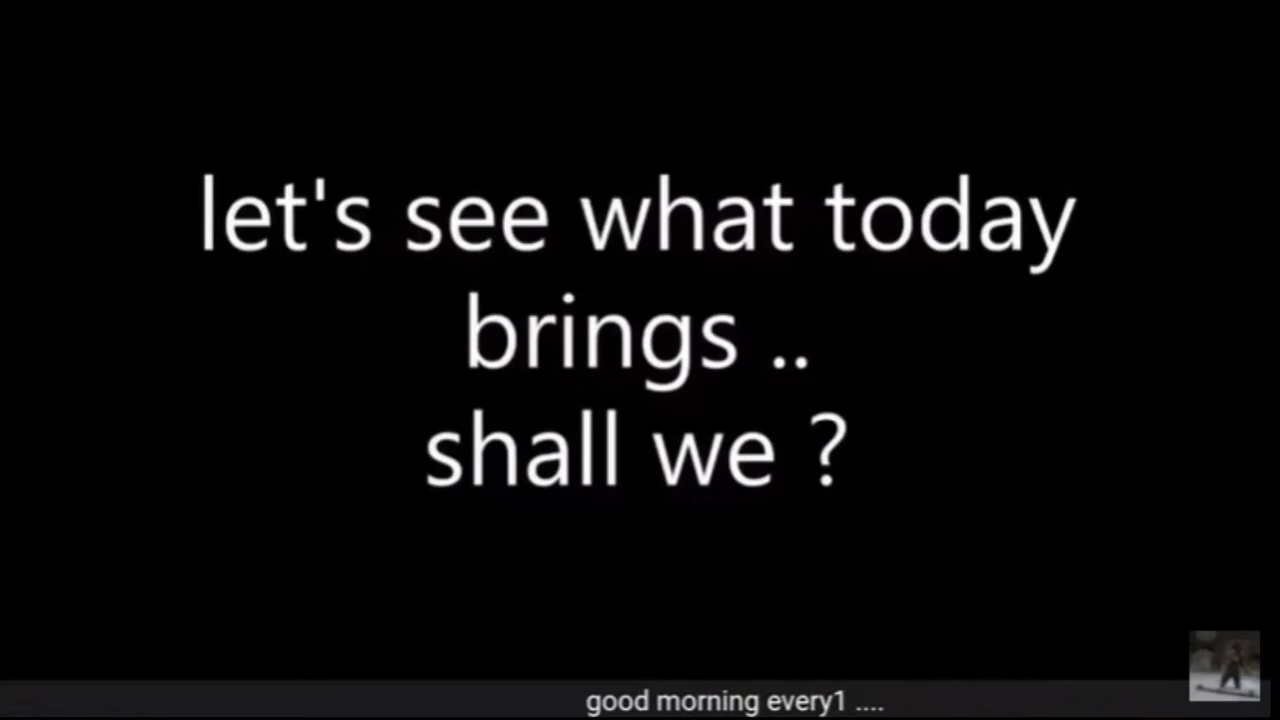 let's see what today
brings ..
shall we ?
good morning every1 ....